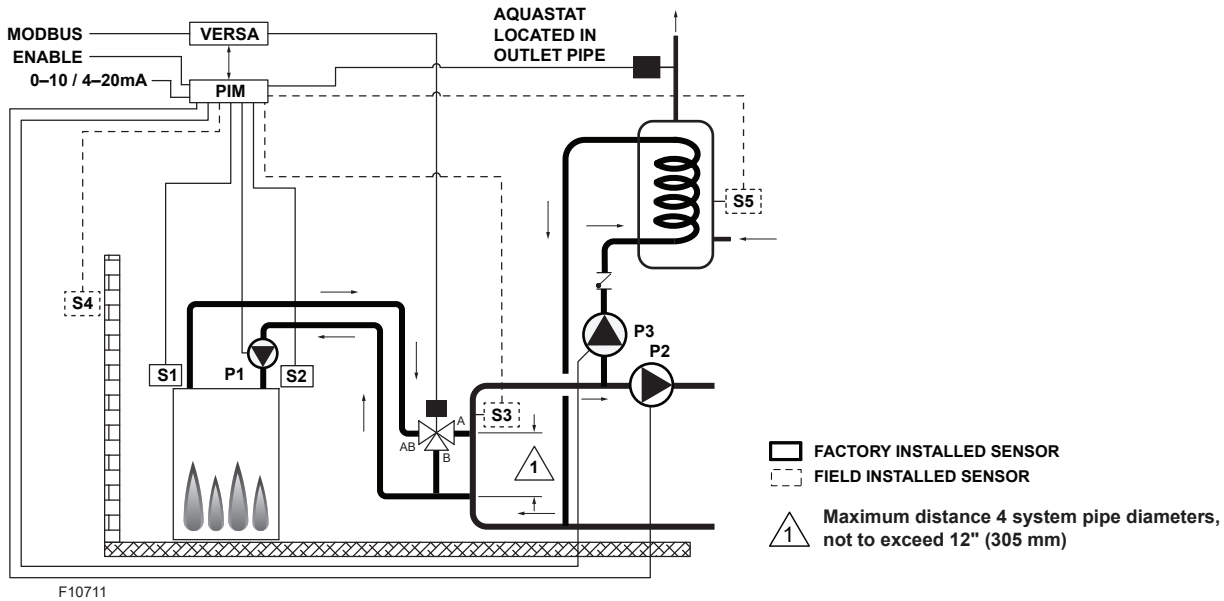 MODBUS
VERSA
ENABLE
0–10 / 4–20mA
PIM
AQUASTAT
LOCATED IN
OUTLET PIPE
S5
S4
S1
P1
S2
P3
P2
S3
A
AB
B
1
FACTORY INSTALLED SENSOR
FIELD INSTALLED SENSOR
1
Maximum distance 4 system pipe diameters,
not to exceed 12" (305 mm)
F10711